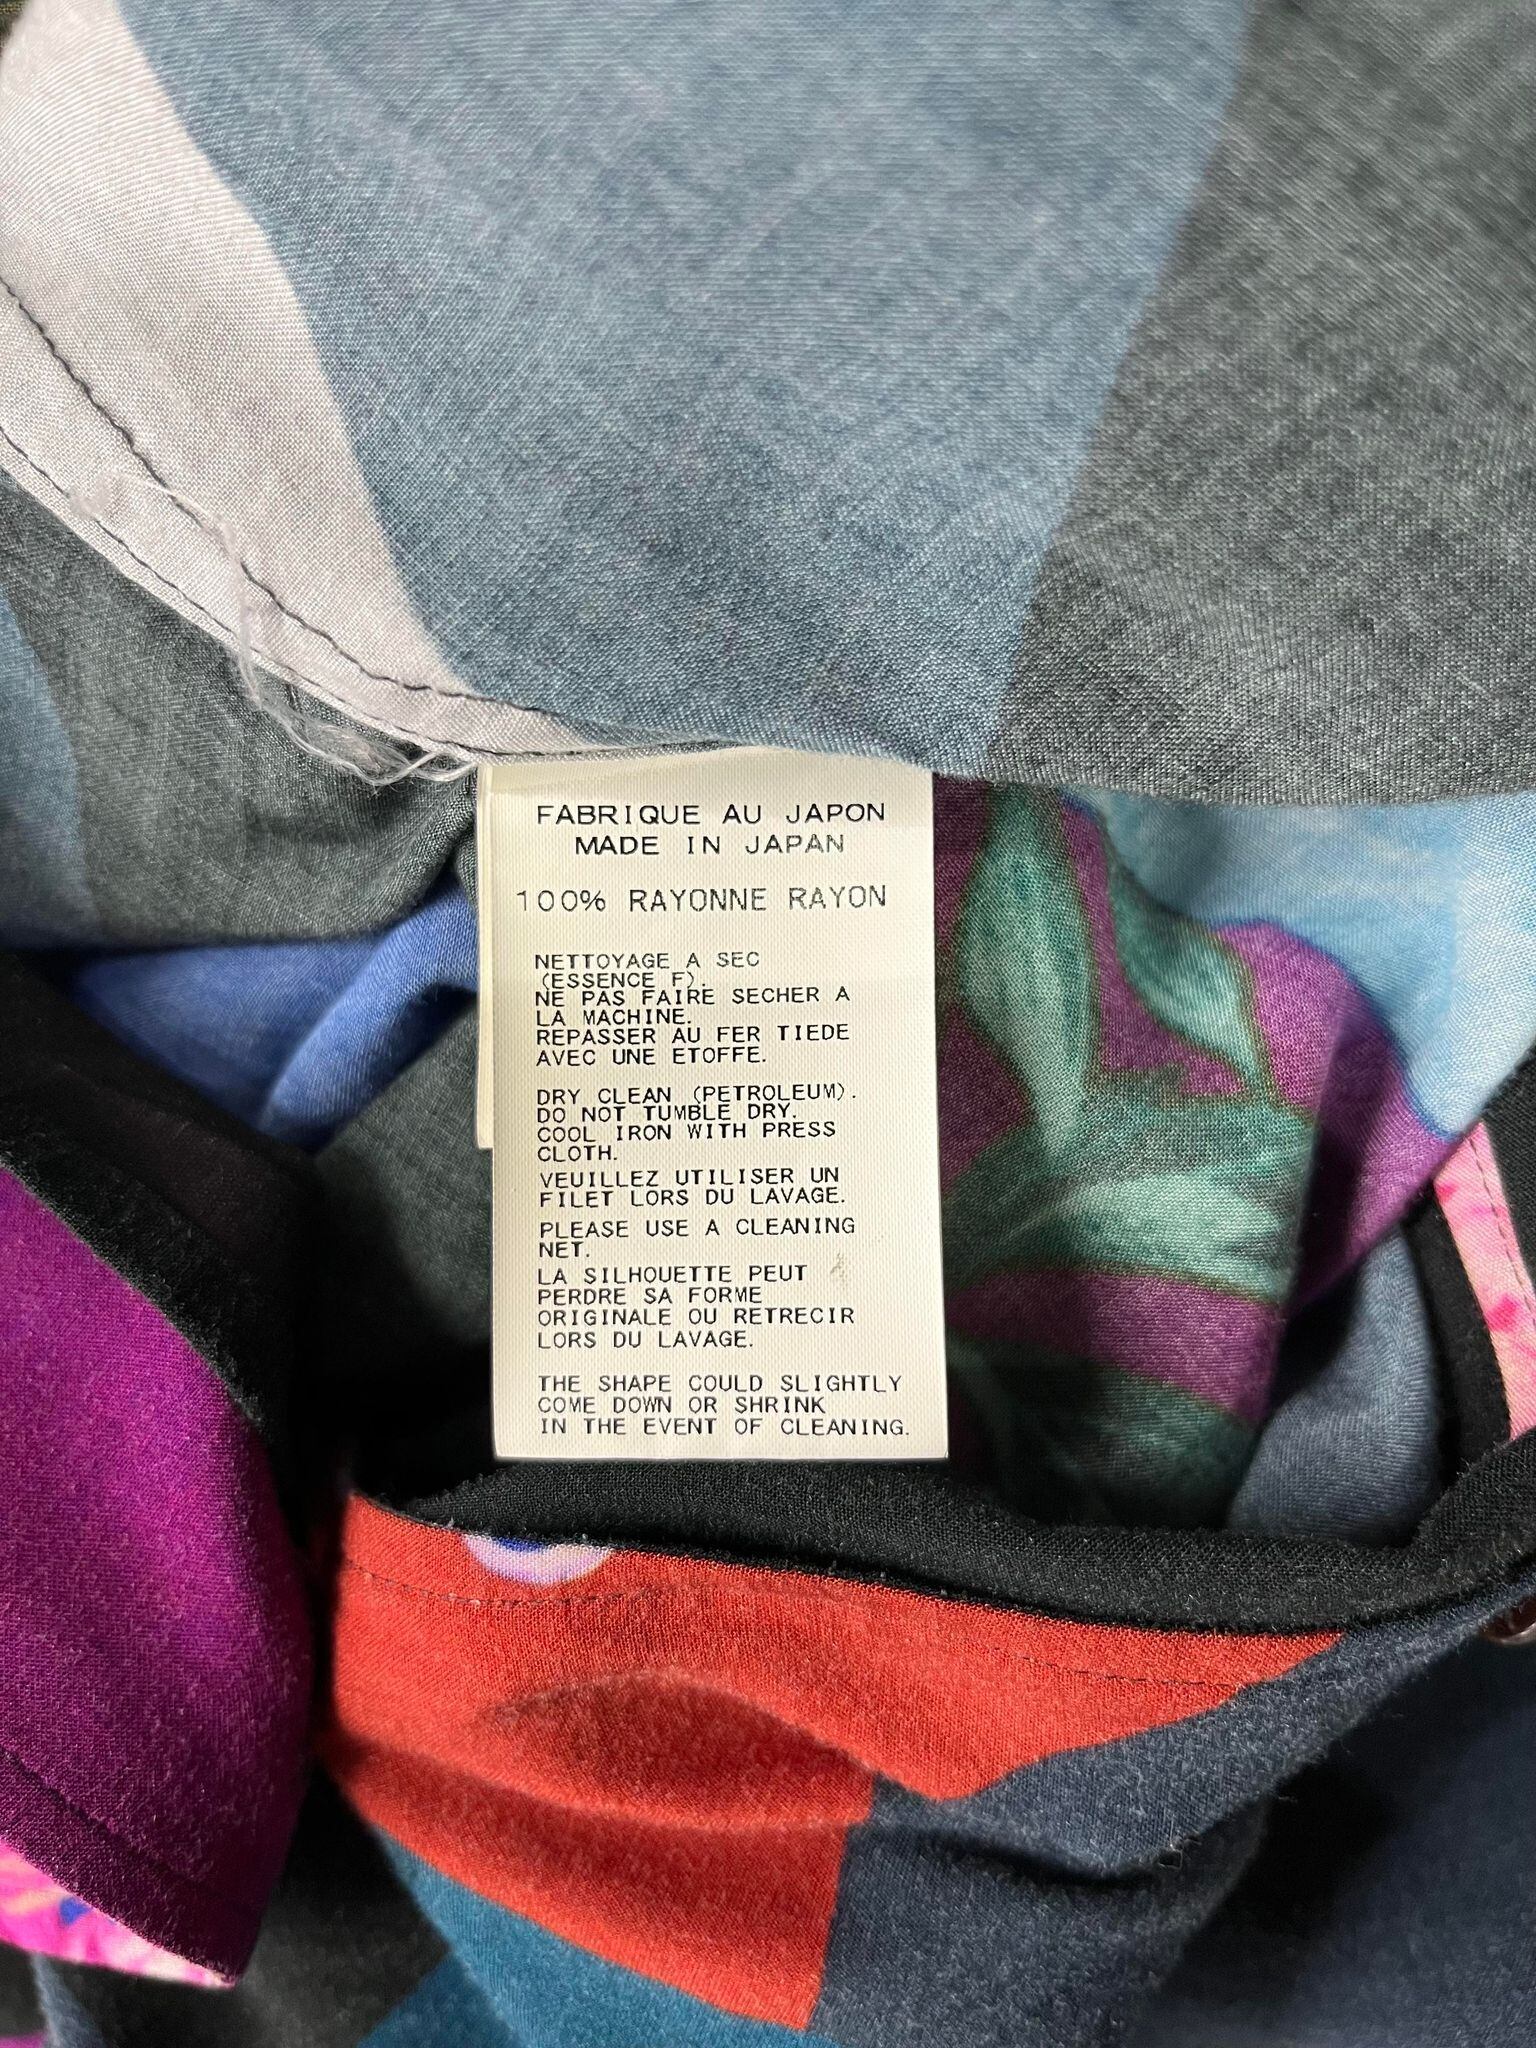 FABRIQUE AU JAPON
MADE IN JAPAN
100% RAYONNE RAYON
NETTOYAGE A SEC
(ESSENCE F).
NE PAS FAIRE SECHER A
LA MACHINE.
REPASSER AU FER TIEDE
AVEC UNE ETOFFE.
DRY CLEAN (PETROLEUM).
DO NOT TUMBLE DRY.
COOL IRON WITH PRESS
CLOTH.
VEUILLEZ UTILISER UN
FILET LORS DU LAVAGE.
PLEASE USE A CLEANING
NET.
LA SILHOUETTE PEUT
PERDRE SA FORME
ORIGINALE OU RETRECIR
LORS DU LAVAGE.
THE SHAPE COULD SLIGHTLY
COME DOWN OR SHRINK
IN THE EVENT OF CLEANING.